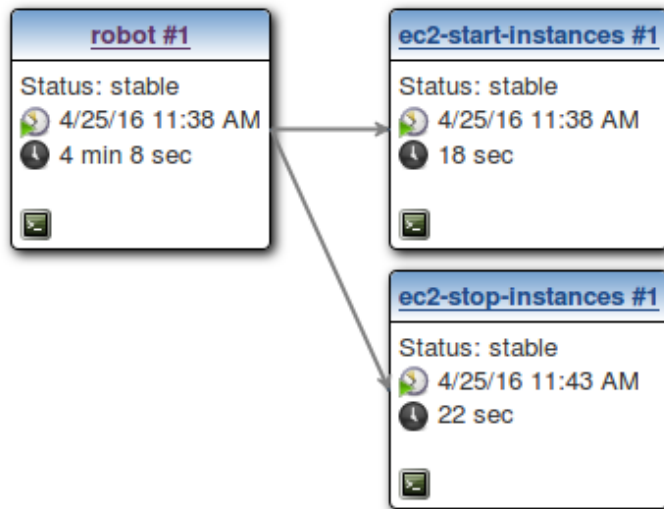 robot #1
Status: stable
4/25/16 11:38 AM
4 min 8 sec
ec2-start-instances #1
Status: stable
4/25/16 11:38 AM
18 sec
ec2-stop-instances #1
Status: stable
4/25/16 11:43 AM
22 sec